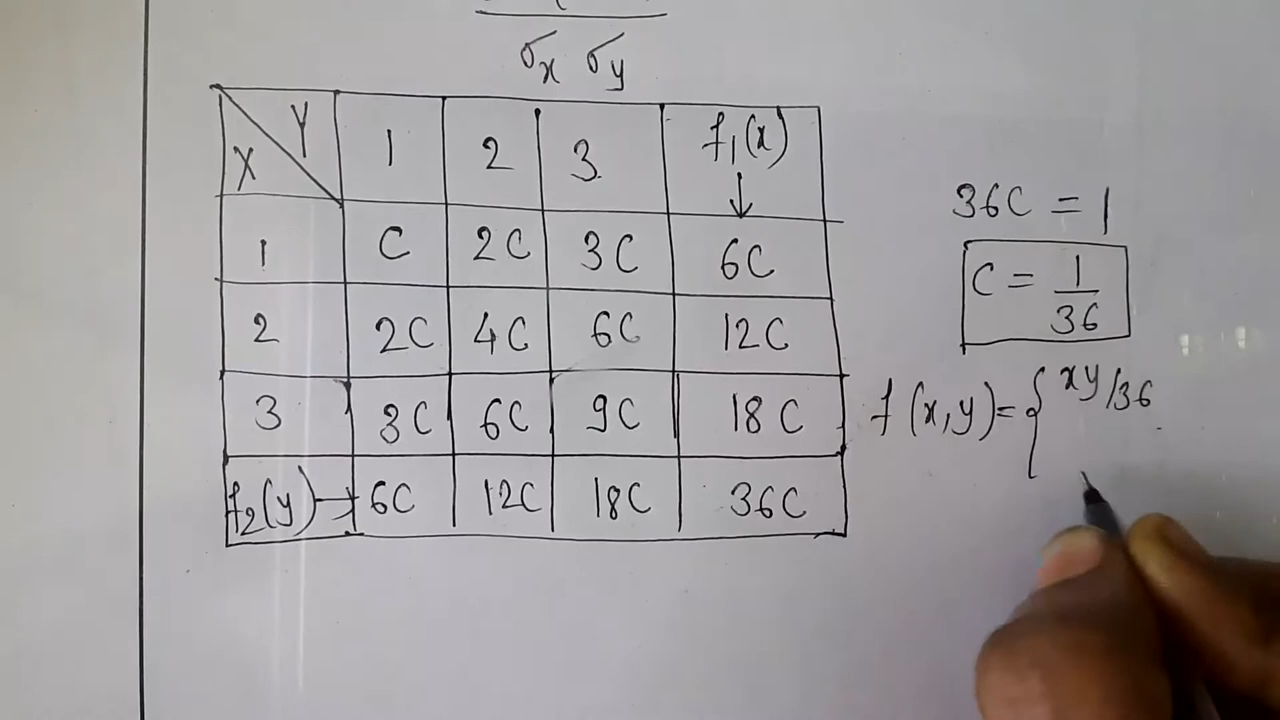 σx σy
X Y 1 2 3 f₁(x) ↓
1 C 2C 3C 6C
2 2C 4C 6C 12C
3 3C 6C 9C 18C
f₂(y) → 6C 12C 18C 36C
36C = 1
C = 1/36
f(x,y) = { xy/36